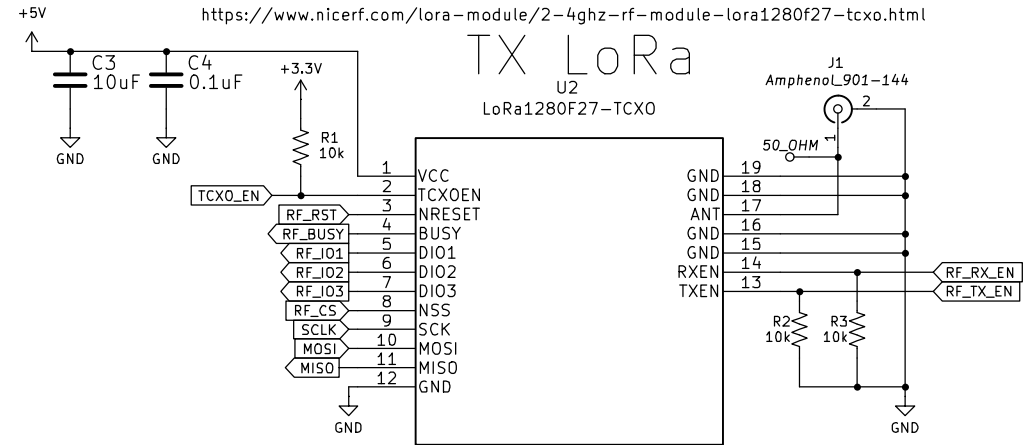 +5V
https://www.nicerf.com/lora-module/2-4ghz-rf-module-lora1280f27-tcxo.html
TX LoRa
C3
10uF
C4
0.1uF
+3.3V
U2
LoRa1280F27-TCXO
J1
Amphenol_901-144
2
1
GND
GND
R1
10k
50_OHM
1 VCC
GND 19
TCXO_EN 2 TCXOEN
GND 18
RF_RST 3 NRESET
ANT 17
RF_BUSY 4 BUSY
GND 16
RF_IO1 5 DIO1
GND 15
RF_IO2 6 DIO2
RXEN 14 RF_RX_EN
RF_IO3 7 DIO3
TXEN 13 RF_TX_EN
RF_CS 8 NSS
SCLK 9 SCK
MOSI 10 MOSI
MISO 11 MISO
12 GND
R2
10k
R3
10k
GND
GND